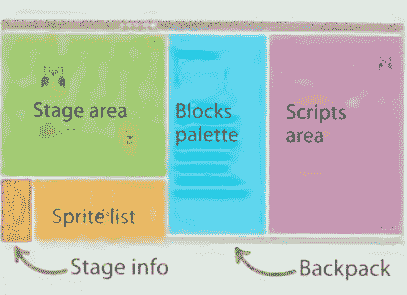 Stage area
Blocks
palette
Scripts
area
Sprite list
Stage info
Backpack